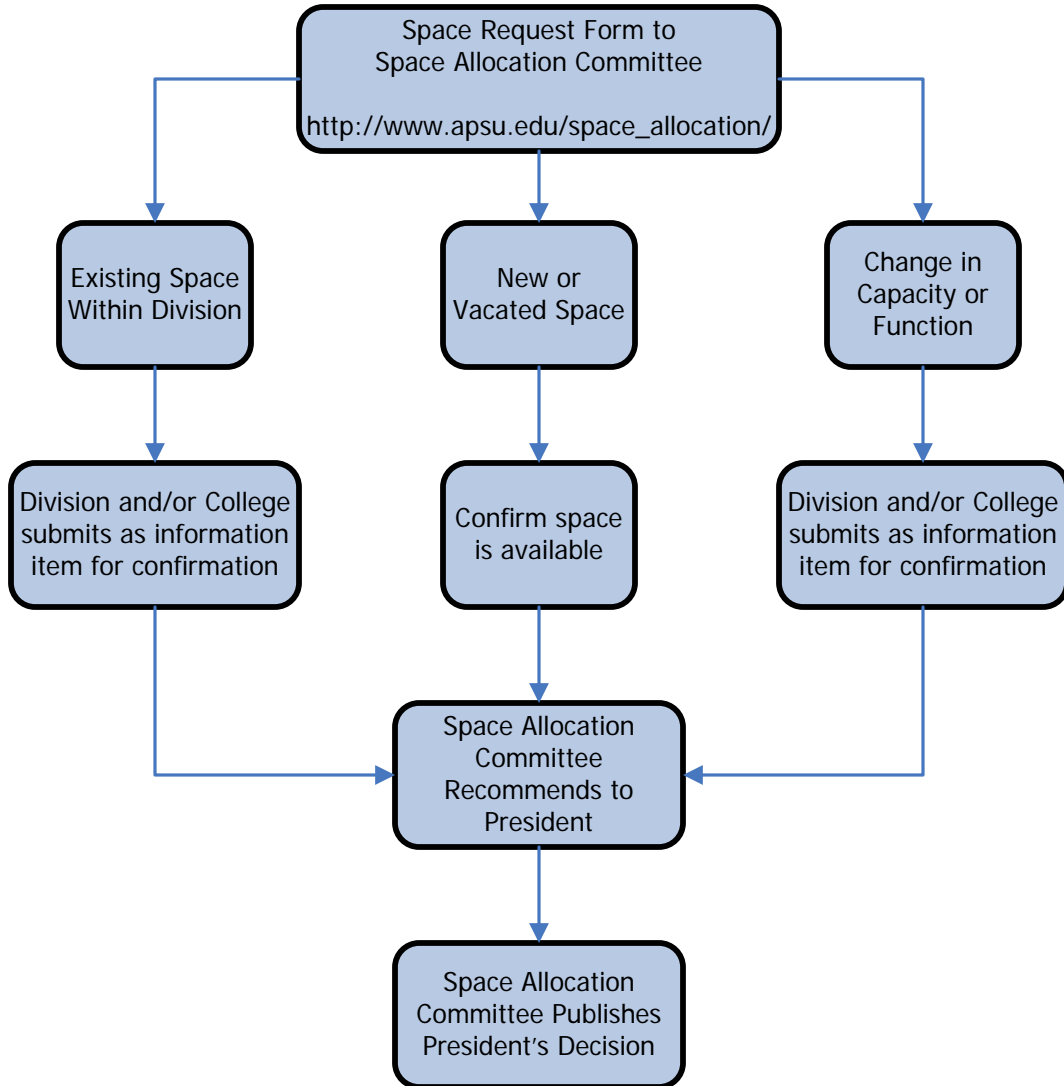 Space Request Form to
Space Allocation Committee
http://www.apsu.edu/space_allocation/
Existing Space
Within Division
New or
Vacated Space
Change in
Capacity or
Function
Division and/or College
submits as information
item for confirmation
Confirm space
is available
Division and/or College
submits as information
item for confirmation
Space Allocation
Committee
Recommends to
President
Space Allocation
Committee Publishes
President’s Decision